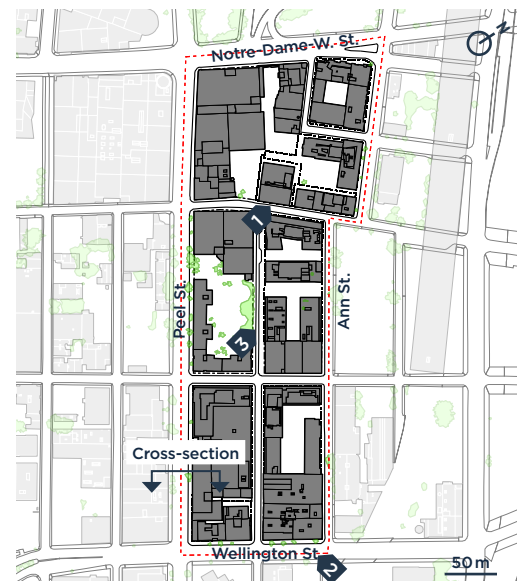 Notre-Dame-W. St.
N
1
Peel St.
Ann St.
3
Cross-section
Wellington St.
2
50 m